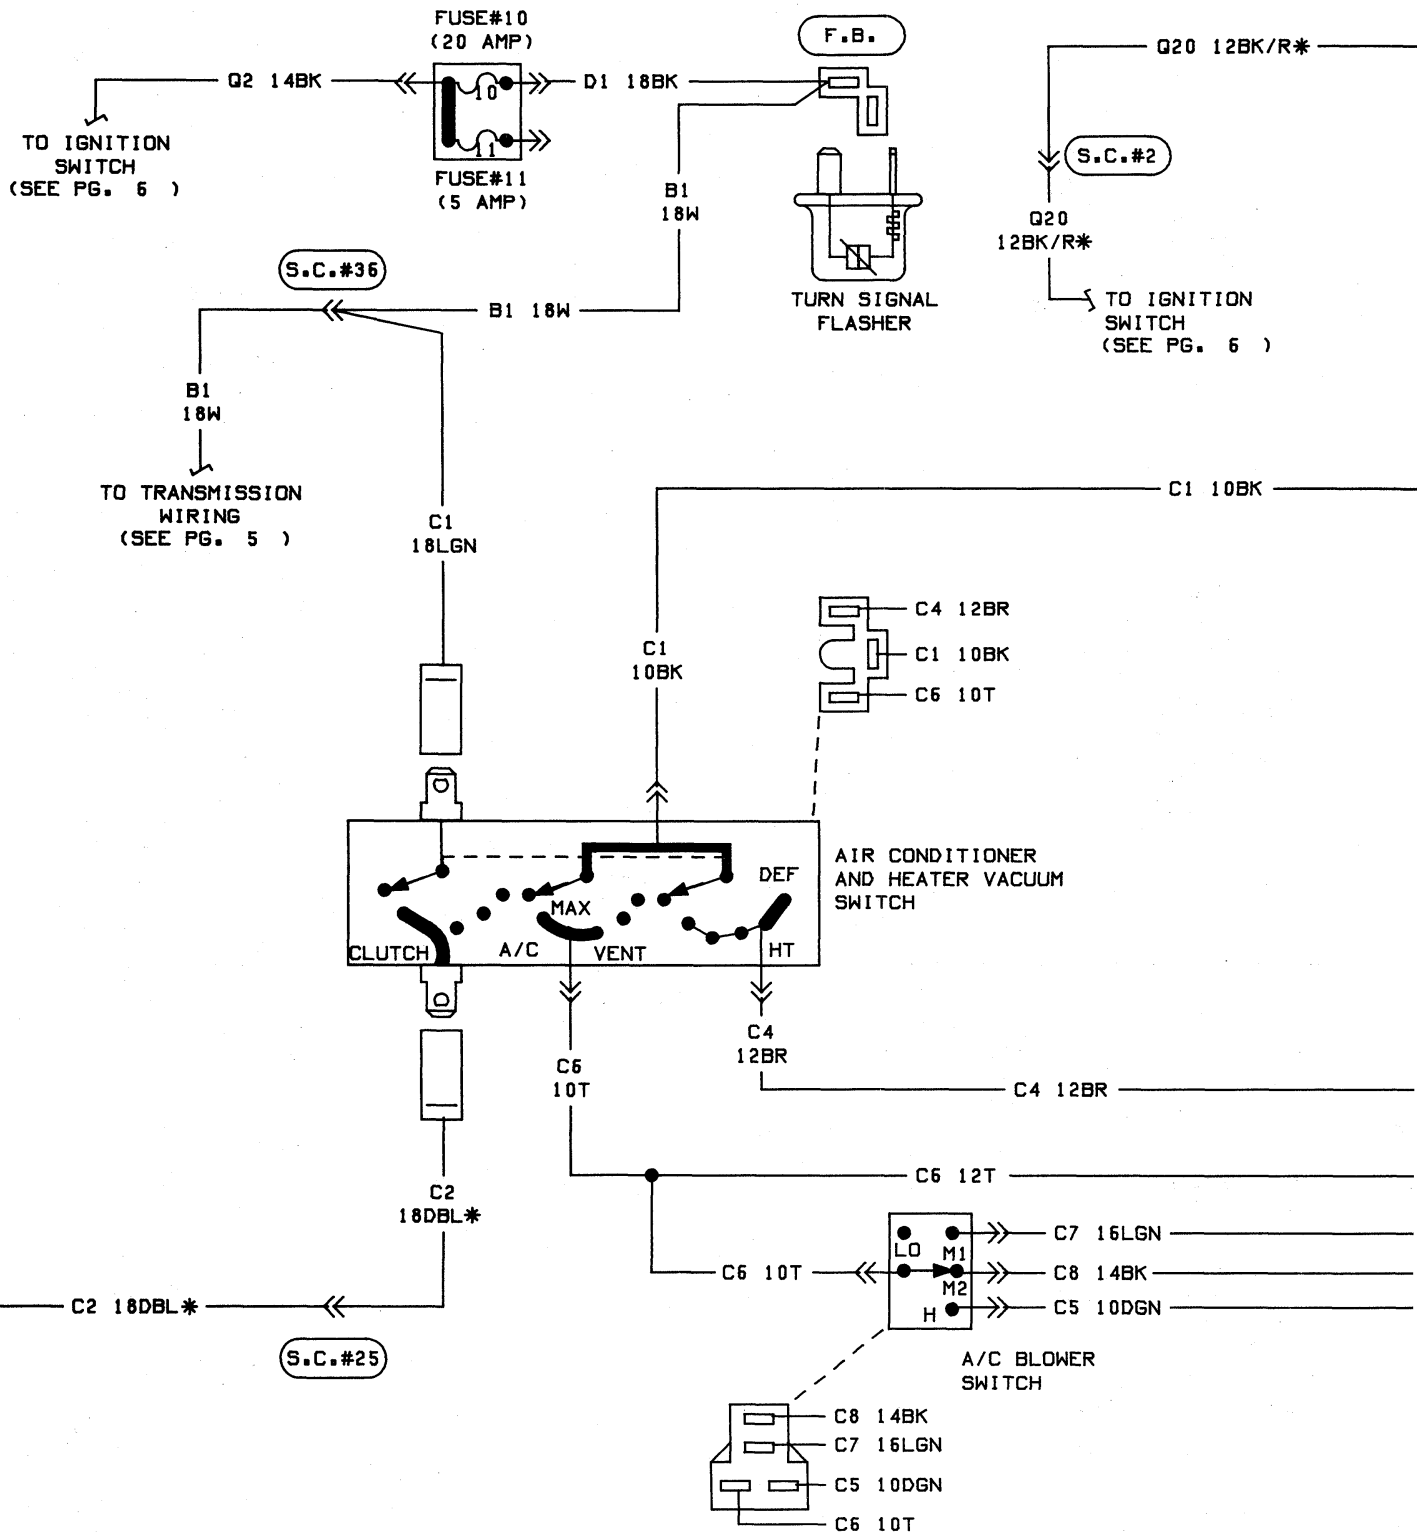 FUSE#10
(20 AMP)
F.B.
Q20 12BK/R*
Q2 14BK
10
D1 18BK
TO IGNITION
SWITCH
(SEE PG. 6 )
11
FUSE#11
(5 AMP)
B1
18W
S.C.#2
Q20
12BK/R*
S.C.#36
TURN SIGNAL
FLASHER
TO IGNITION
SWITCH
(SEE PG. 6 )
B1 18W
B1
18W
TO TRANSMISSION
WIRING
(SEE PG. 5 )
C1 10BK
C1
18LGN
C1
10BK
C4 12BR
C1 10BK
C6 10T
AIR CONDITIONER
AND HEATER VACUUM
SWITCH
DEF
MAX
CLUTCH
A/C
VENT
HT
C4
12BR
C6
10T
C4 12BR
C6 12T
C2
18DBL*
LO
M1
C7 16LGN
C6 10T
C8 14BK
M2
H
C5 10DGN
C2 18DBL*
S.C.#25
A/C BLOWER
SWITCH
C8 14BK
C7 16LGN
C5 10DGN
C6 10T